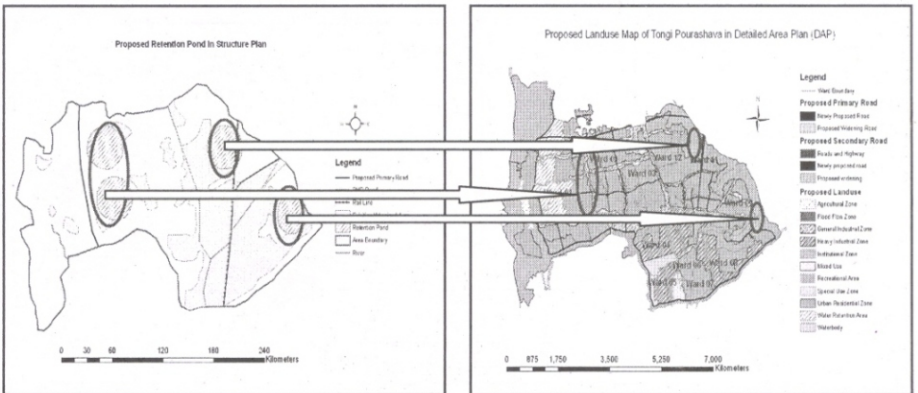 Proposed Retention Pond in Structure Plan
Legend
Proposed Primary Road
Rail Line
Retention Pond
Area Boundary
River
0 30 60 120 180 240
Kilometers
Proposed Landuse Map of Tongi Pourashava in Detailed Area Plan (DAP)
N
Legend
Ward Boundary
Proposed Primary Road
Newly Proposed Road
Proposed Widening Road
Proposed Secondary Road
Roads and Highway
Newly proposed road
Proposed widening
Proposed Landuse
Agricultural Zone
Flood Flow Zone
General Industrial Zone
Heavy Industrial Zone
Institutional Zone
Mixed Use
Recreational Area
Special Use Zone
Urban Residential Zone
Water Retention Area
Waterbody
Ward 12
Ward 05
Ward 07
0 875 1,750 3,500 5,250 7,000
Kilometers